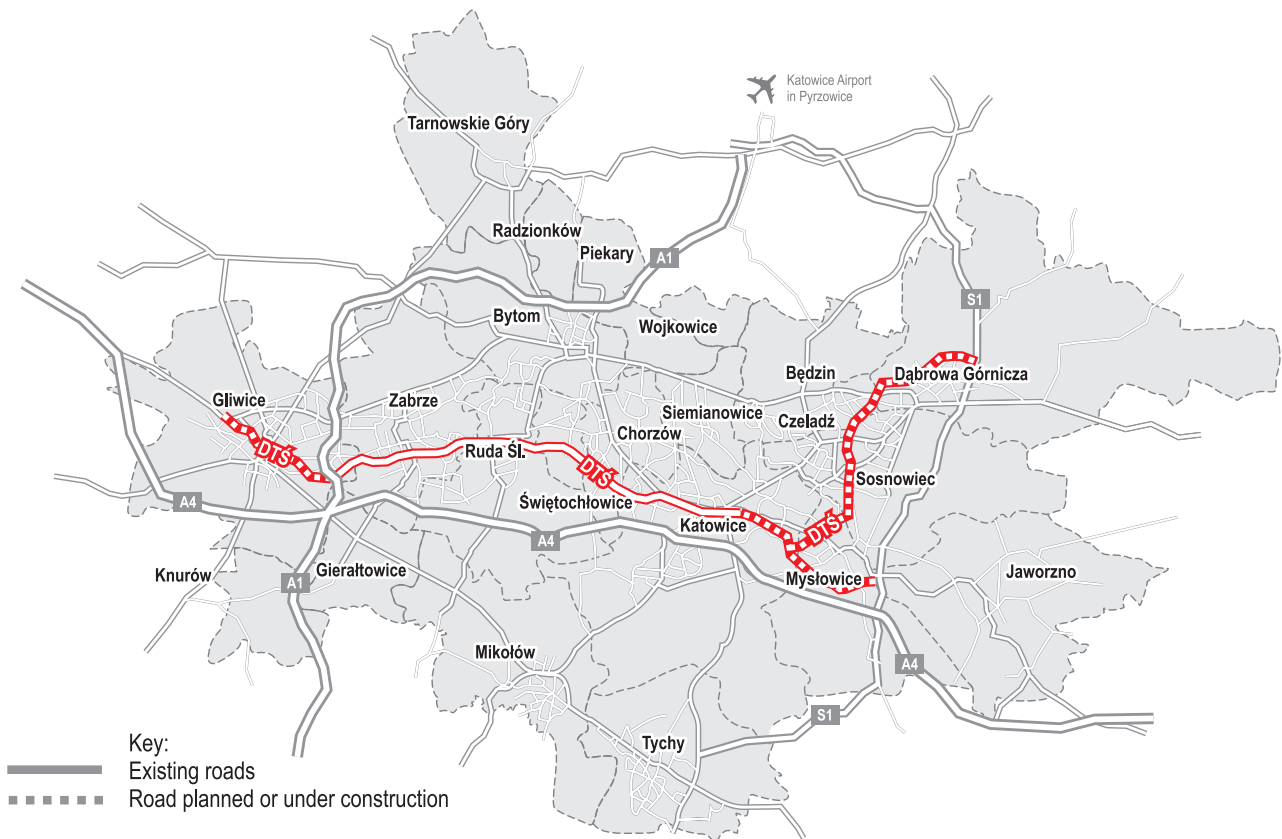 Katowice Airport
in Pyrzowice
Tarnowskie Góry
Radzionków
Piekary
A1
S1
Bytom
Wojkowice
Będzin
Dąbrowa Górnicza
Gliwice
Zabrze
Siemianowice
Czeladź
Chorzów
DTŚ
Ruda Śl.
DTŚ
Sosnowiec
A4
Świętochłowice
Katowice
DTŚ
A4
Knurów
A1
Gierałtowice
Mysłowice
Jaworzno
Mikołów
A4
S1
Tychy
Key:
Existing roads
Road planned or under construction